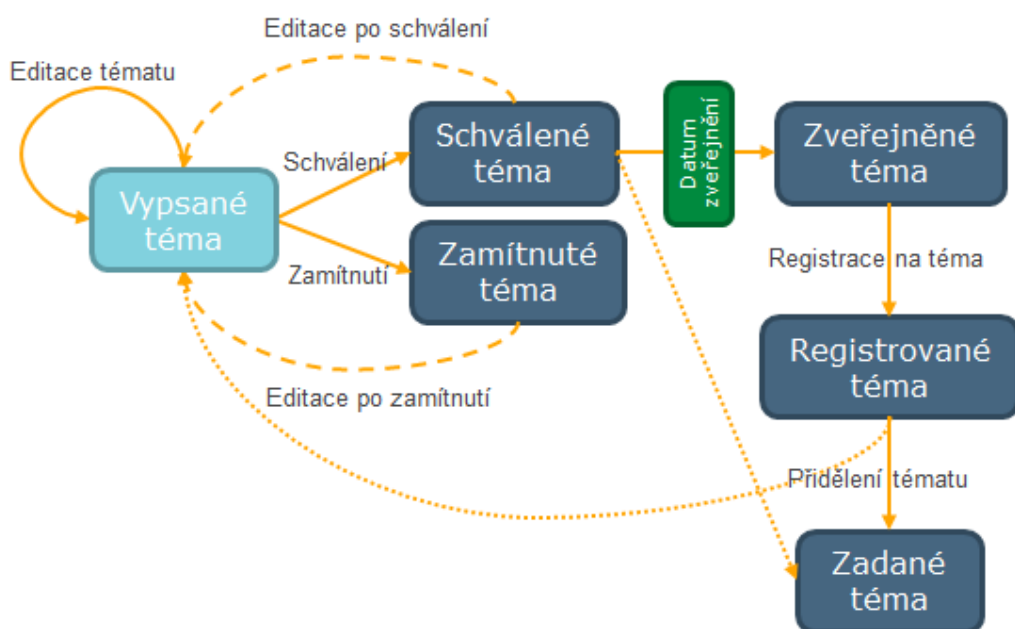 Editace po schválení
Editace tématu
Schválené
téma
Datum
zveřejnění
Zveřejněné
téma
Schválení
Vypsané
téma
Zamítnuté
téma
Zamítnutí
Registrace na téma
Registrované
téma
Editace po zamítnutí
Přidělení tématu
Zadané
téma